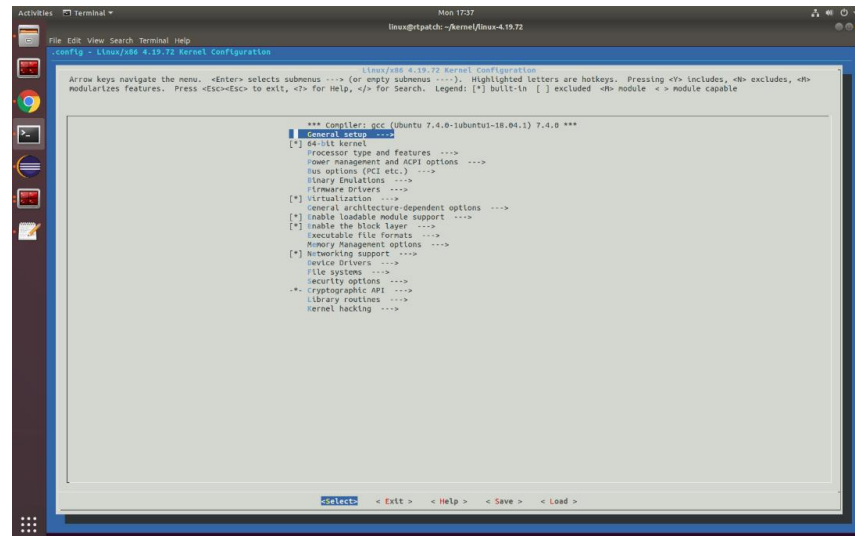 Activities Terminal ▾ Mon 17:37
linux@rtpatch: ~/kernel/linux-4.19.72
File Edit View Search Terminal Help
.config - Linux/x86 4.19.72 Kernel Configuration
Linux/x86 4.19.72 Kernel Configuration
Arrow keys navigate the menu. <Enter> selects submenus ---> (or empty submenus ----). Highlighted letters are hotkeys. Pressing <Y> includes, <N> excludes, <M>
modularizes features. Press <Esc><Esc> to exit, <?> for Help, </> for Search. Legend: [*] built-in [ ] excluded <M> module < > module capable
*** Compiler: gcc (Ubuntu 7.4.0-1ubuntu1~18.04.1) 7.4.0 ***
General setup --->
[*] 64-bit kernel
Processor type and features --->
Power management and ACPI options --->
Bus options (PCI etc.) --->
Binary Emulations --->
Firmware Drivers --->
[*] Virtualization --->
General architecture-dependent options --->
[*] Enable loadable module support --->
[*] Enable the block layer --->
Executable file formats --->
Memory Management options --->
[*] Networking support --->
Device Drivers --->
File systems --->
Security options --->
-*- Cryptographic API --->
Library routines --->
Kernel hacking --->
<Select> < Exit > < Help > < Save > < Load >